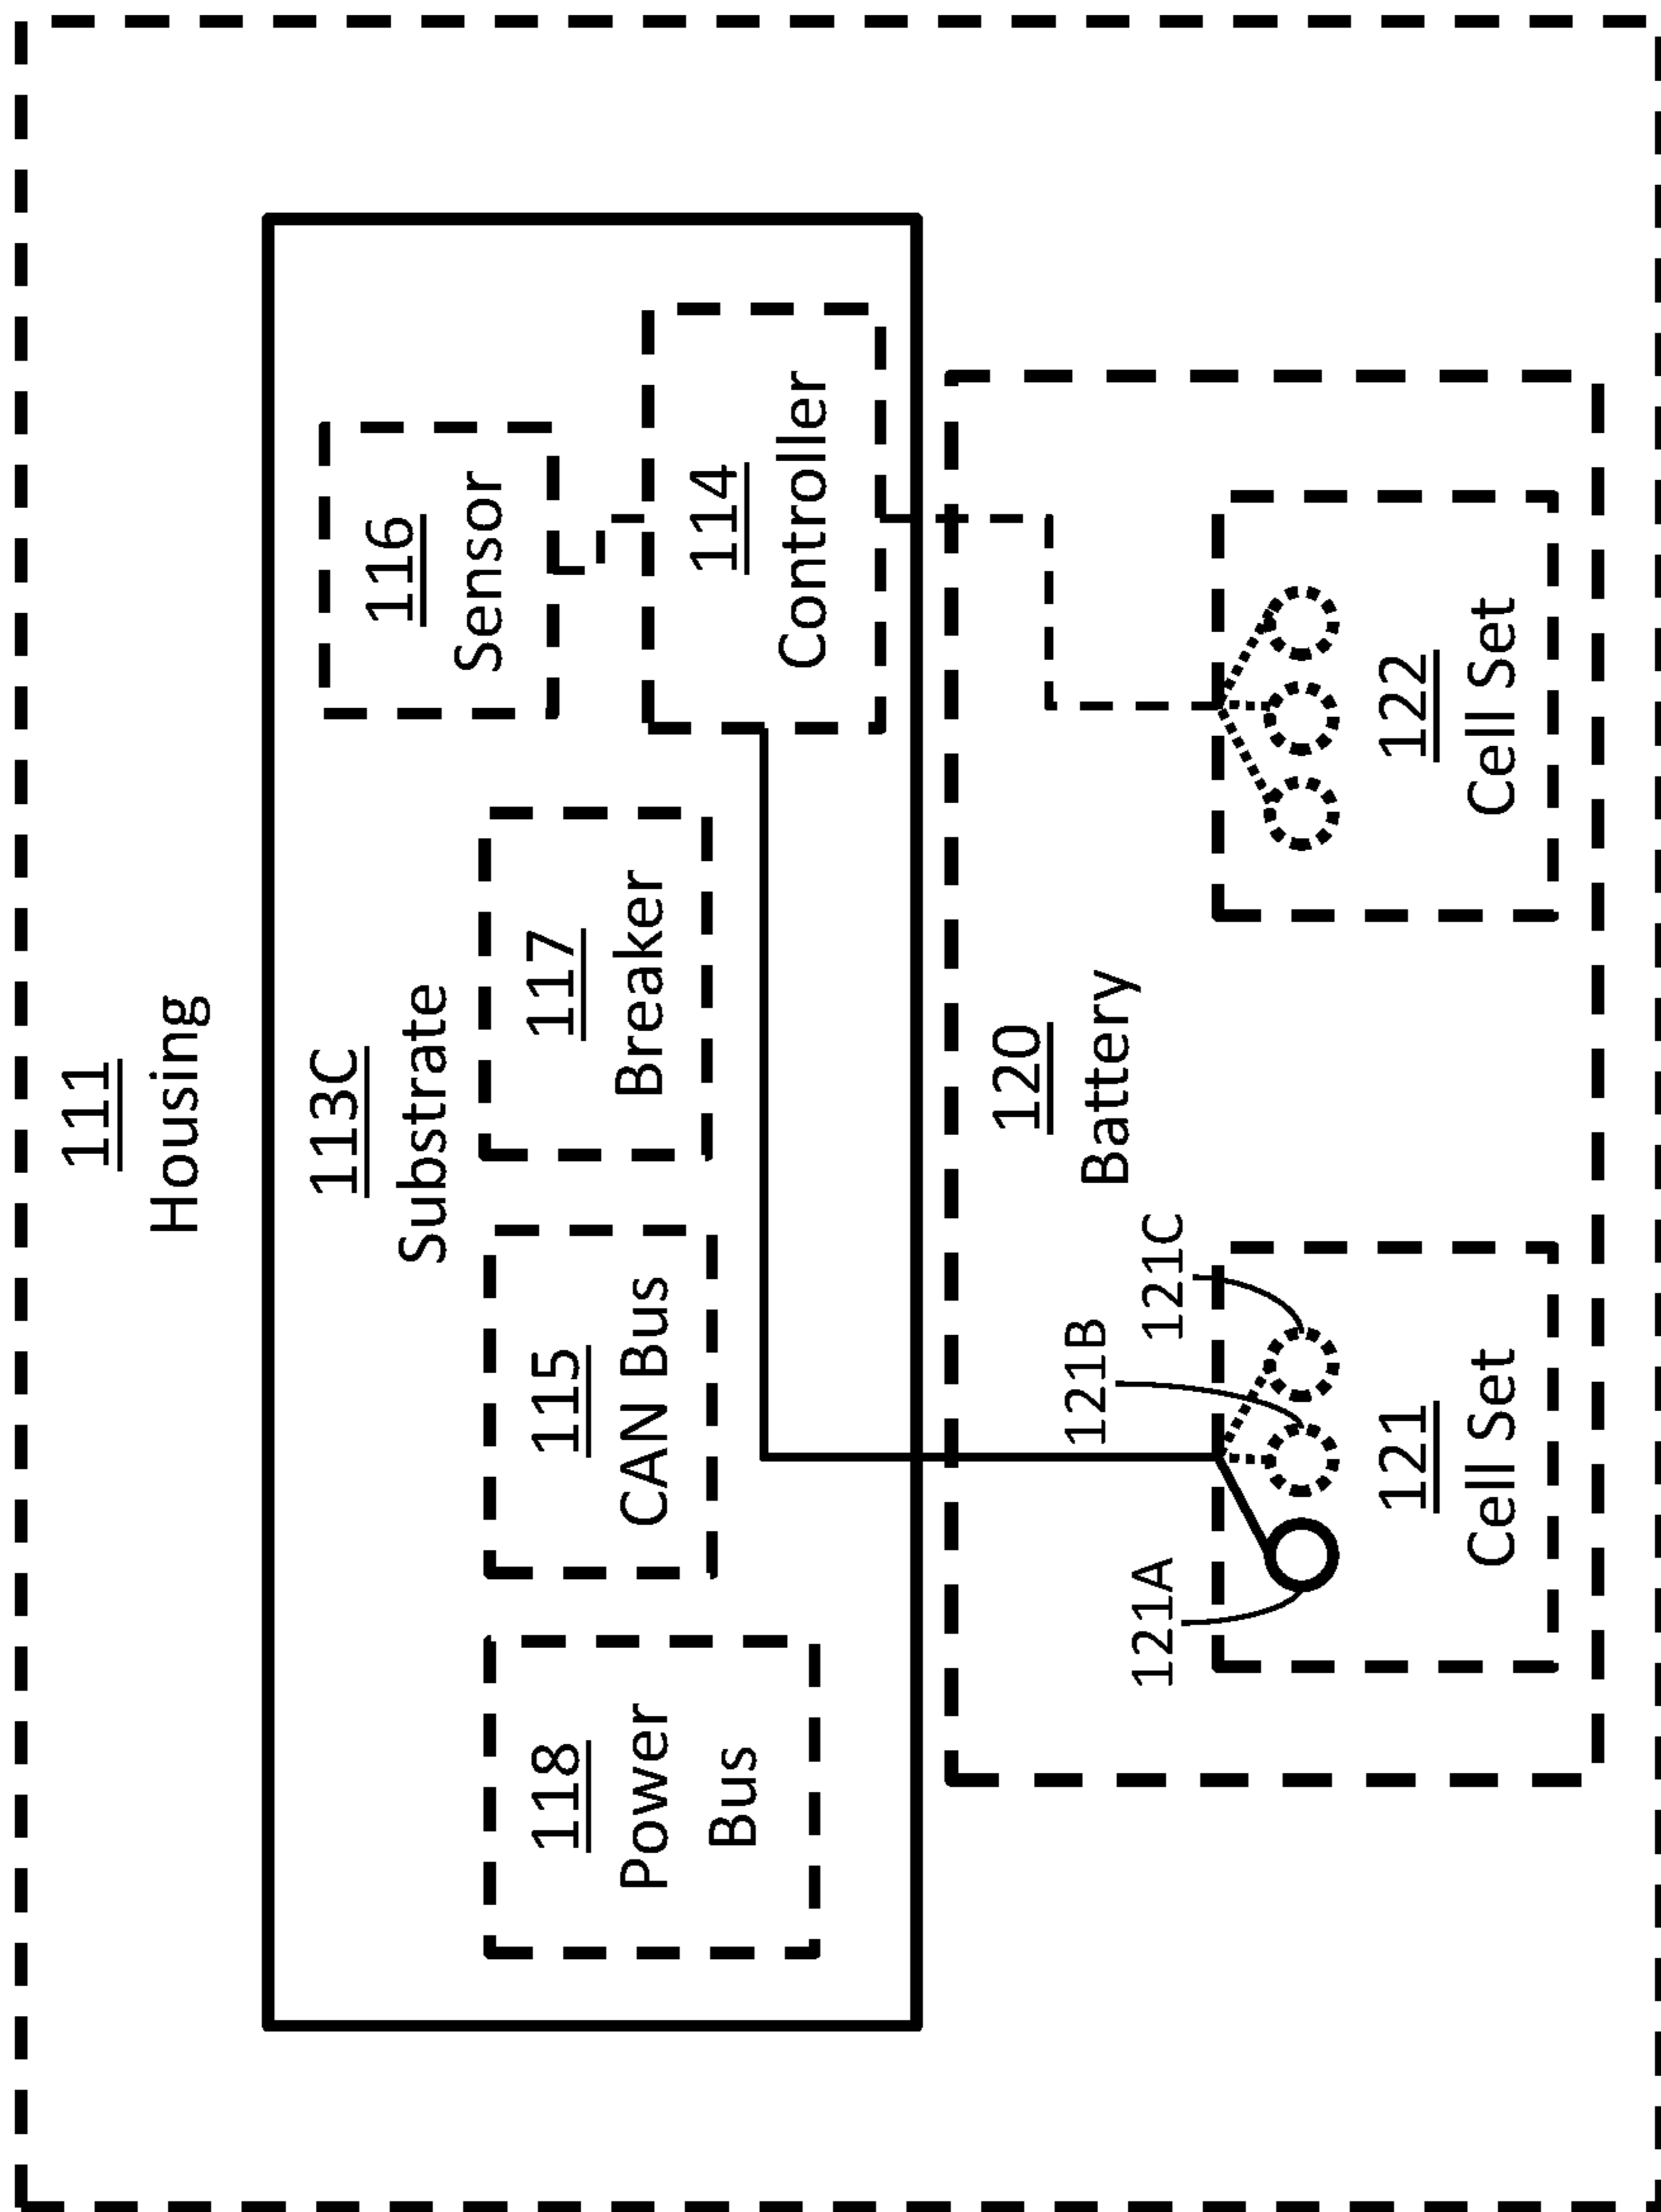 111
Housing
113C
Substrate
118
Power
Bus
115
CAN Bus
117
Breaker
116
Sensor
114
Controller
120
Battery
121A
121B
121C
121
Cell Set
122
Cell Set